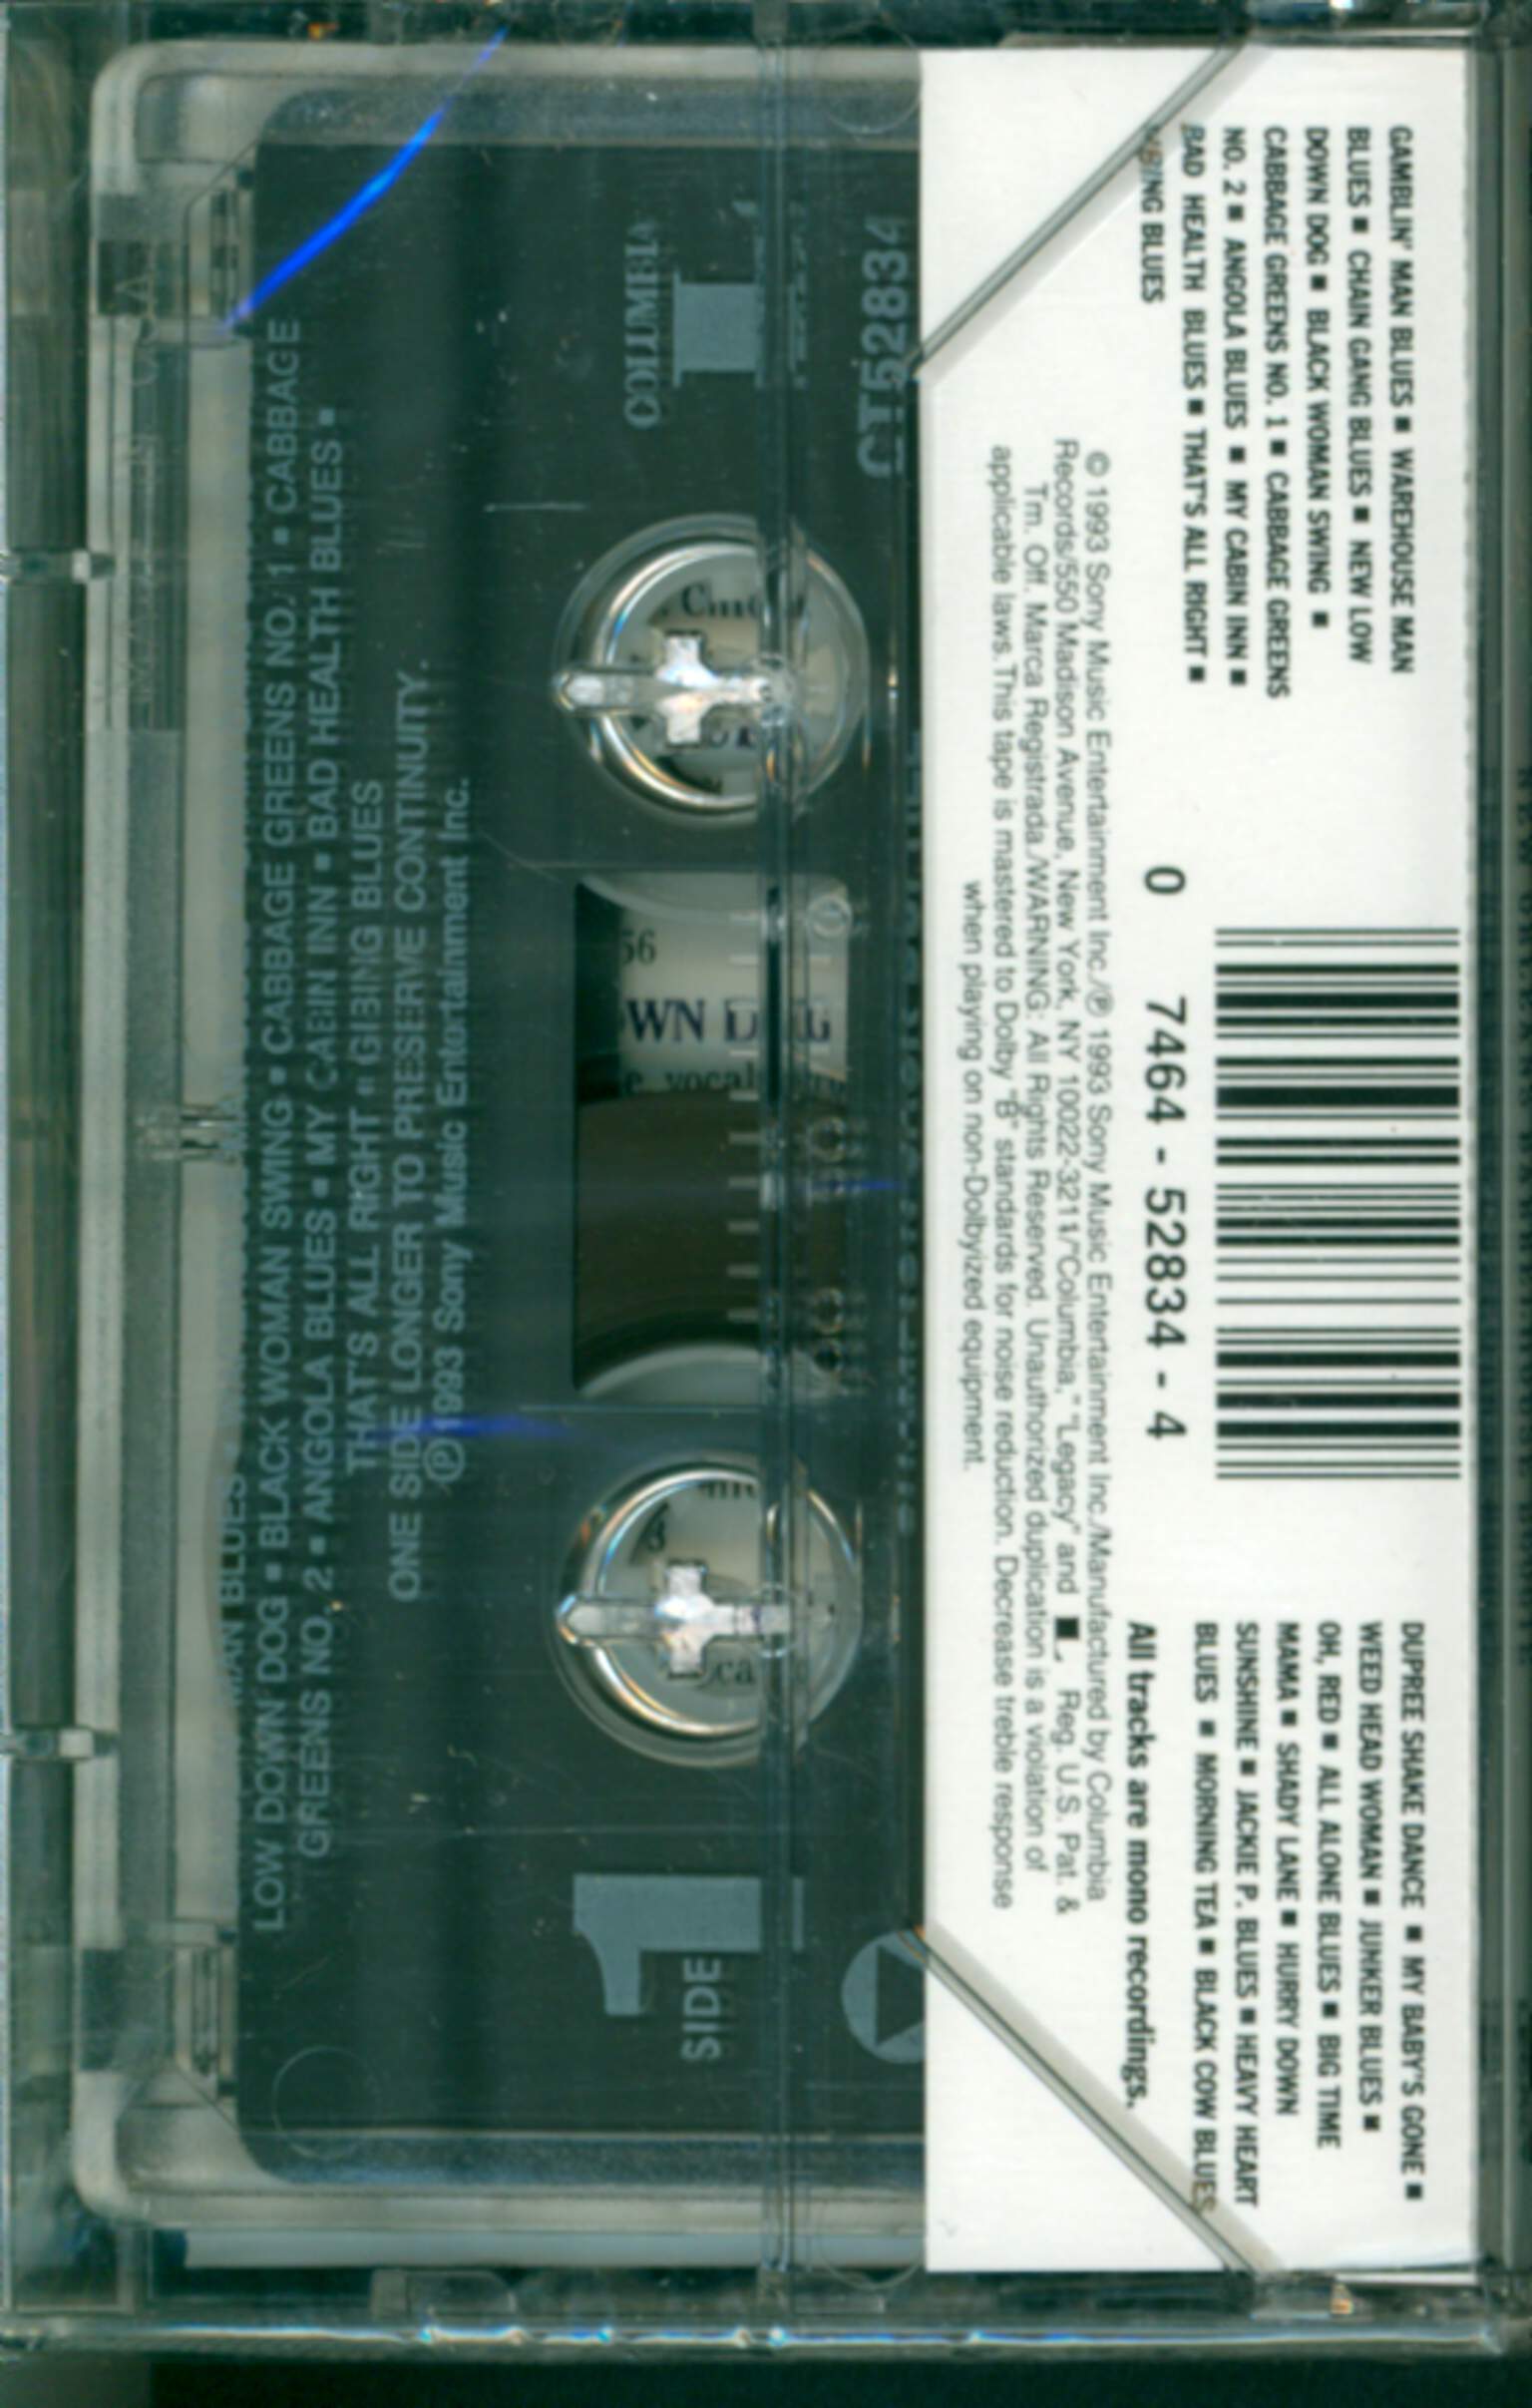 GAMBLIN' MAN BLUES ■ WAREHOUSE MAN
BLUES ■ CHAIN GANG BLUES ■ NEW LOW
DOWN DOG ■ BLACK WOMAN SWING ■
CABBAGE GREENS NO. 1 ■ CABBAGE GREENS
NO. 2 ■ ANGOLA BLUES ■ MY CABIN INN ■
BAD HEALTH BLUES ■ THAT'S ALL RIGHT ■
BLUES
0 7464 - 52834 - 4
DUPREE SHAKE DANCE ■ MY BABY'S GONE ■
WEED HEAD WOMAN ■ JUNKER BLUES ■
OH, RED ■ ALL ALONE BLUES ■ BIG TIME
MAMA ■ SHADY LANE ■ HURRY DOWN
SUNSHINE ■ JACKIE P. BLUES ■ HEAVY HEART
BLUES ■ MORNING TEA ■ BLACK COW BLUES
All tracks are mono recordings.
© 1993 Sony Music Entertainment Inc./℗ 1993 Sony Music Entertainment Inc./Manufactured by Columbia
Records/550 Madison Avenue, New York, NY 10022-3211/"Columbia," "Legacy" and L Reg. U.S. Pat. &
Tm. Off. Marca Registrada./WARNING: All Rights Reserved. Unauthorized duplication is a violation of
applicable laws. This tape is mastered to Dolby "B" standards for noise reduction. Decrease treble response
when playing on non-Dolbyized equipment.
CT52834
COLUMBIA
SIDE 1
56
WN D
e, vocal
MAN BLUES
LOW DOWN DOG ■ BLACK WOMAN SWING ■ CABBAGE GREENS NO. 1 ■ CABBAGE
GREENS NO. 2 ■ ANGOLA BLUES ■ MY CABIN INN ■ BAD HEALTH BLUES ■
THAT'S ALL RIGHT ■ GIBING BLUES
ONE SIDE LONGER TO PRESERVE CONTINUITY.
℗ 1993 Sony Music Entertainment Inc.